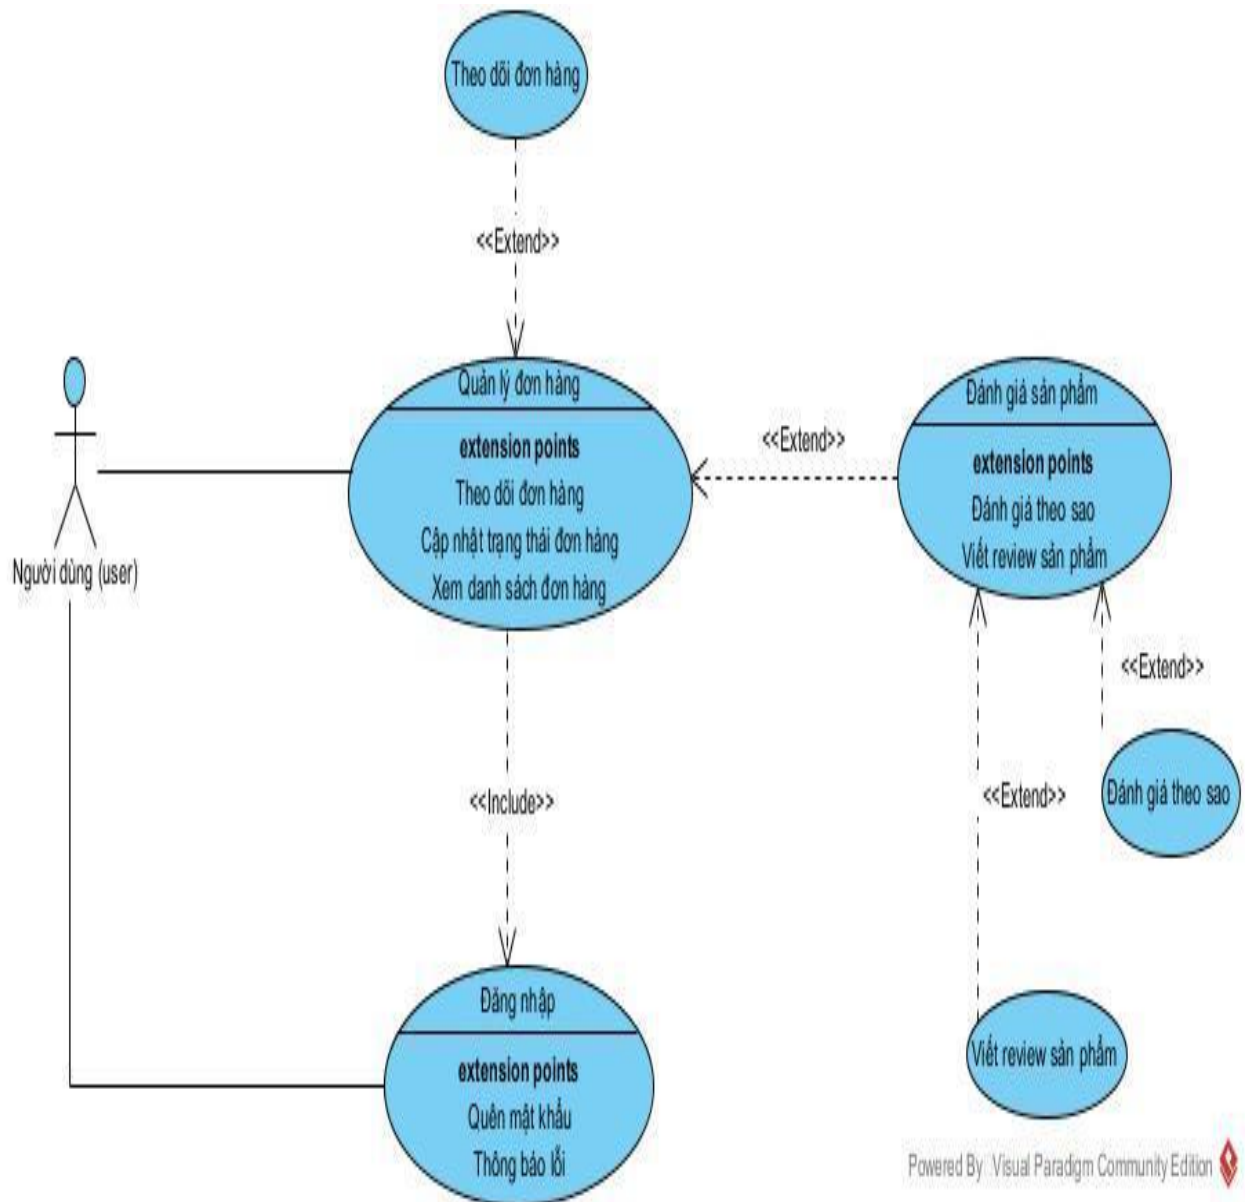 Theo dõi đơn hàng
<<Extend>>
Quản lý đơn hàng
extension points
Theo dõi đơn hàng
Cập nhật trạng thái đơn hàng
Xem danh sách đơn hàng
<<Extend>>
Đánh giá sản phẩm
extension points
Đánh giá theo sao
Viết review sản phẩm
Người dùng (user)
<<Extend>>
Đánh giá theo sao
<<Extend>>
<<Include>>
Viết review sản phẩm
Đăng nhập
extension points
Quên mật khẩu
Thông báo lỗi
Powered By Visual Paradigm Community Edition